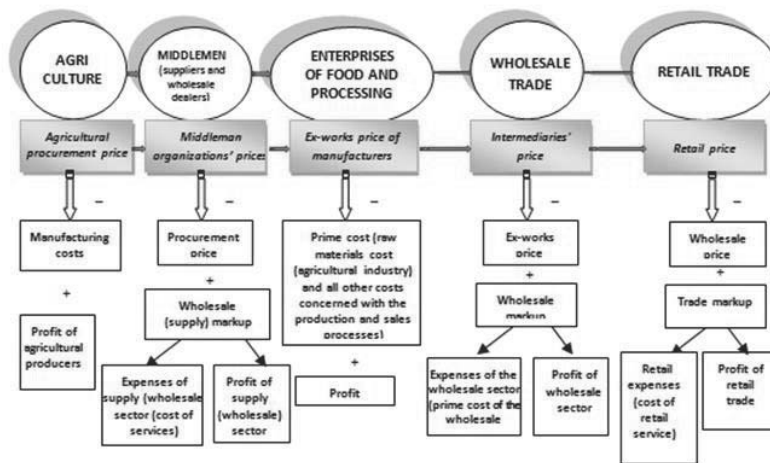 AGRI
CULTURE
MIDDLEMEN
(suppliers and
wholesale
dealers)
ENTERPRISES
OF FOOD AND
PROCESSING
WHOLESALE
TRADE
RETAIL TRADE
Agricultural
procurement price
Middleman
organizations' prices
Ex-works price of
manufacturers
Intermediaries'
price
Retail price
–
–
–
–
–
Manufacturing
costs
+
Profit of
agricultural
producers
Procurement
price
+
Wholesale
(supply) markup
Expenses of
supply (wholesale
sector (cost of
services)
Profit of
supply
(wholesale)
sector
Prime cost (raw
materials cost
(agricultural industry)
and all other costs
concerned with the
production and sales
processes)
+
Profit
Ex-works
price
+
Wholesale
markup
Expenses of the
wholesale sector
(prime cost of the
wholesale
Profit of
wholesale
sector
Wholesale
price
+
Trade markup
Retail
expenses
(cost of
retail
service)
Profit of
retail
trade